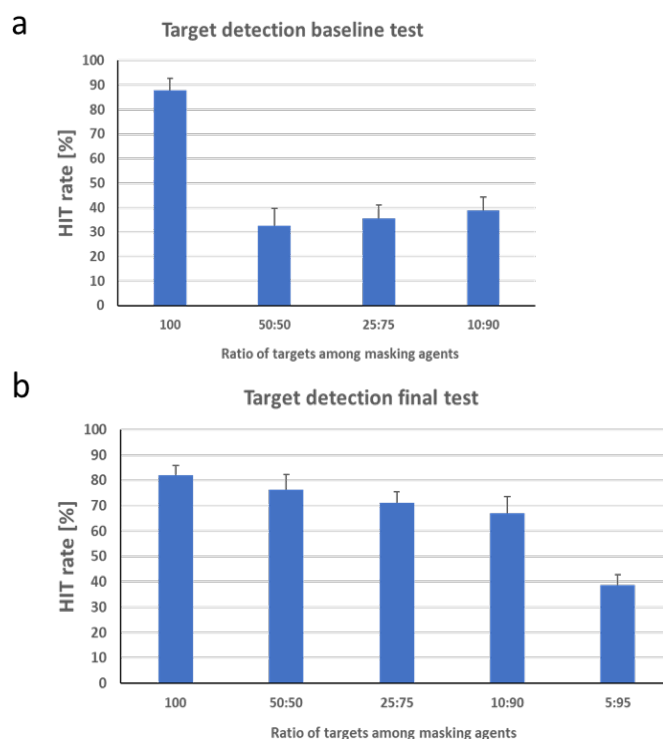 a
Target detection baseline test
HIT rate [%]
100
90
80
70
60
50
40
30
20
10
0
100 50:50 25:75 10:90
Ratio of targets among masking agents
b
Target detection final test
HIT rate [%]
100
90
80
70
60
50
40
30
20
10
0
100 50:50 25:75 10:90 5:95
Ratio of targets among masking agents